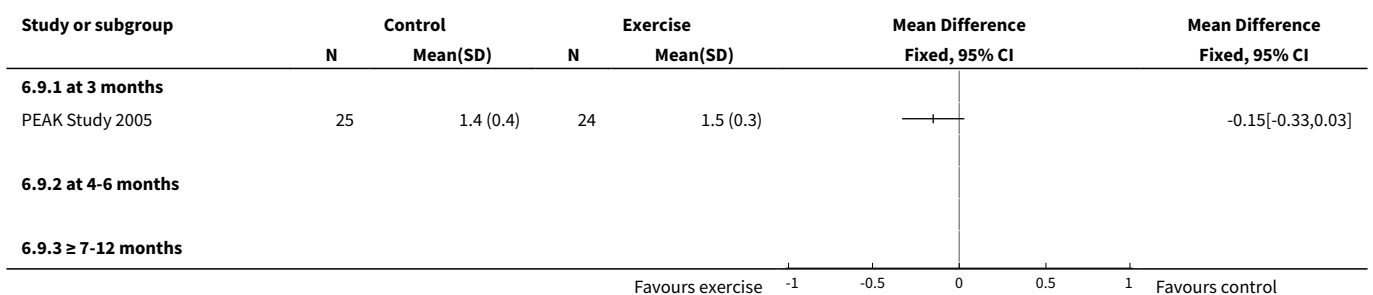 Study or subgroup Control Exercise Mean Difference Mean Difference
N Mean(SD) N Mean(SD) Fixed, 95% CI Fixed, 95% CI
6.9.1 at 3 months
PEAK Study 2005 25 1.4 (0.4) 24 1.5 (0.3) -0.15[-0.33,0.03]
6.9.2 at 4-6 months
6.9.3 ≥ 7-12 months
Favours exercise -1 -0.5 0 0.5 1 Favours control